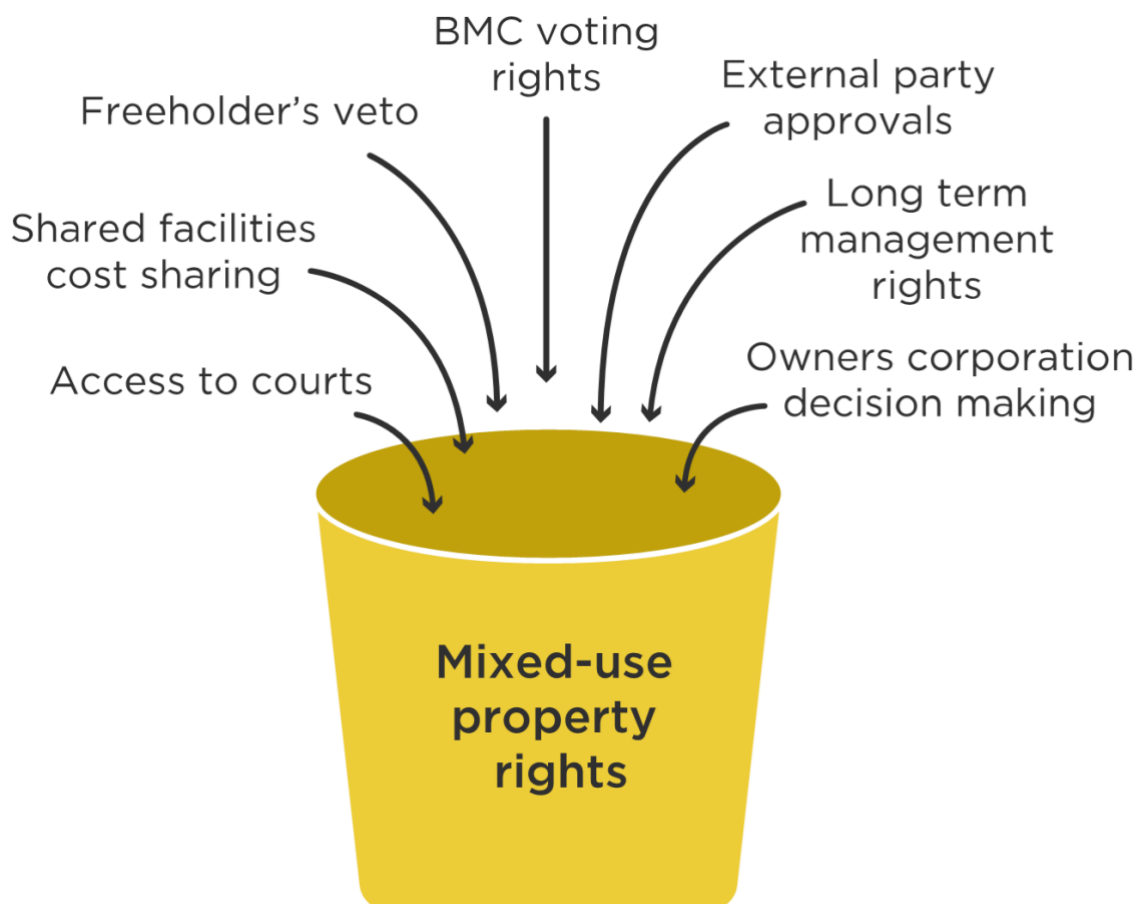 BMC voting
rights
External party
approvals
Freeholder’s veto
Long term
management
rights
Shared facilities
cost sharing
Owners corporation
decision making
Access to courts
Mixed-use
property
rights